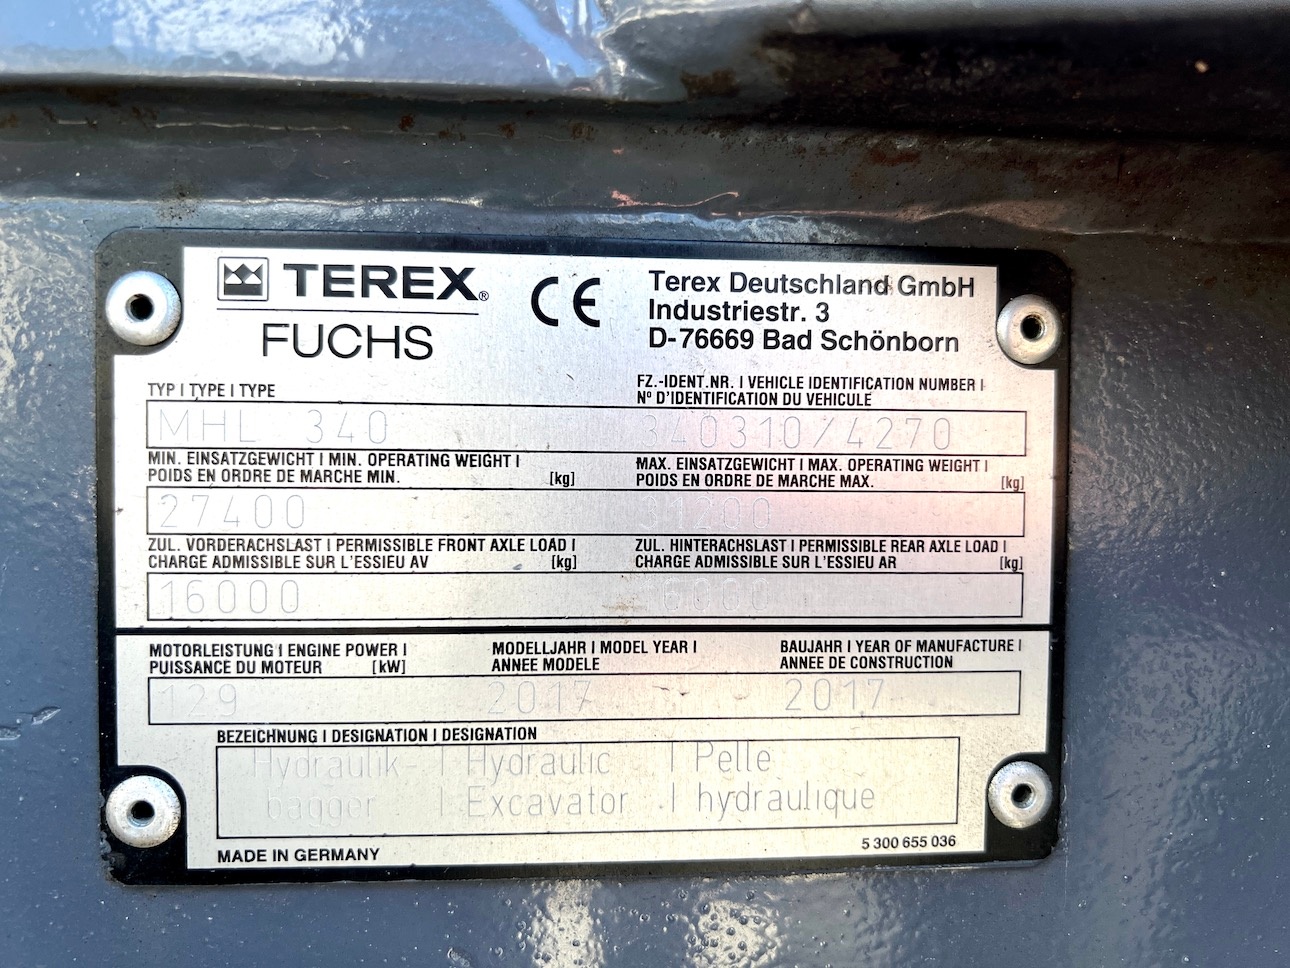 TEREX®
FUCHS
CE
Terex Deutschland GmbH
Industriestr. 3
D-76669 Bad Schönborn
TYP I TYPE I TYPE
FZ.-IDENT.NR. I VEHICLE IDENTIFICATION NUMBER I
Nº D'IDENTIFICATION DU VEHICULE
MHL 340
340310/4270
MIN. EINSATZGEWICHT I MIN. OPERATING WEIGHT I
POIDS EN ORDRE DE MARCHE MIN. [kg]
MAX. EINSATZGEWICHT I MAX. OPERATING WEIGHT I
POIDS EN ORDRE DE MARCHE MAX. [kg]
27400
31200
ZUL. VORDERACHSLAST I PERMISSIBLE FRONT AXLE LOAD I
CHARGE ADMISSIBLE SUR L'ESSIEU AV [kg]
ZUL. HINTERACHSLAST I PERMISSIBLE REAR AXLE LOAD I
CHARGE ADMISSIBLE SUR L'ESSIEU AR [kg]
16000
16000
MOTORLEISTUNG I ENGINE POWER I
PUISSANCE DU MOTEUR [kW]
MODELLJAHR I MODEL YEAR I
ANNEE MODELE
BAUJAHR I YEAR OF MANUFACTURE I
ANNEE DE CONSTRUCTION
129
2017
2017
BEZEICHNUNG I DESIGNATION I DESIGNATION
Hydraulik- I Hydraulic I Pelle
bagger I Excavator I hydraulique
MADE IN GERMANY
5 300 655 036